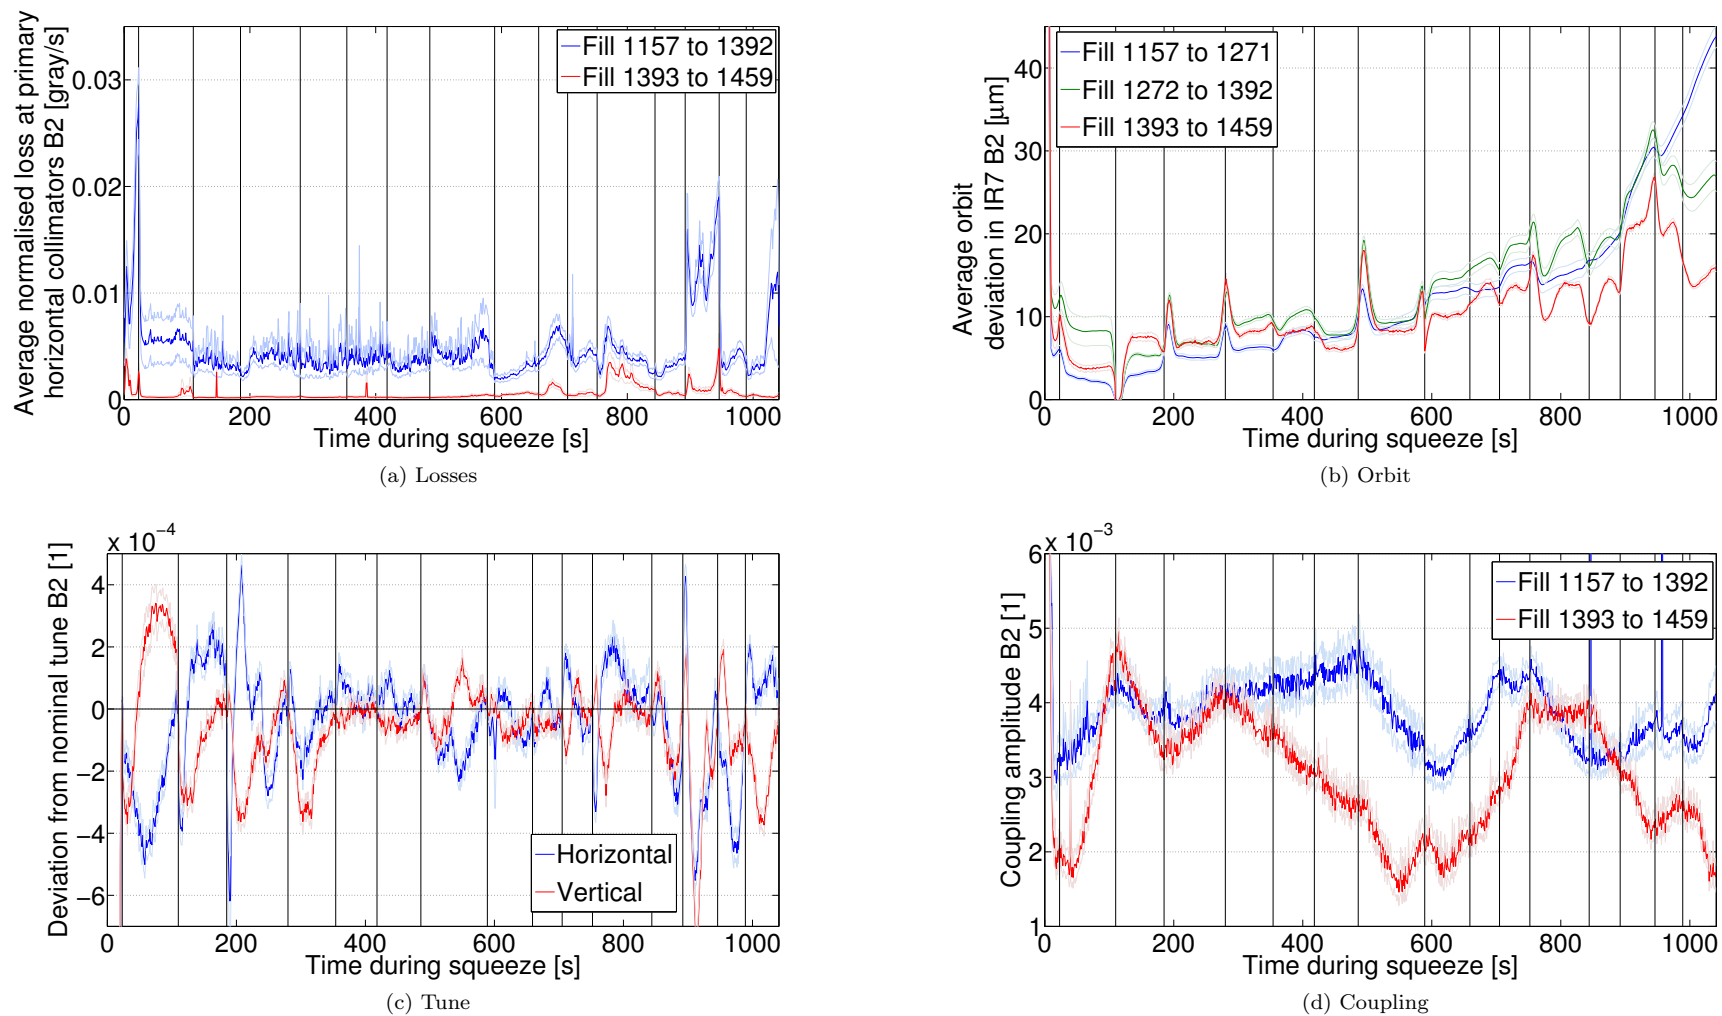 Average normalised loss at primary
horizontal collimators B2 [gray/s]
0.03
0.02
0.01
0
Fill 1157 to 1392
Fill 1393 to 1459
0 200 400 600 800 1000
Time during squeeze [s]
(a) Losses
Average orbit
deviation in IR7 B2 [μm]
40
30
20
10
0
Fill 1157 to 1271
Fill 1272 to 1392
Fill 1393 to 1459
0 200 400 600 800 1000
Time during squeeze [s]
(b) Orbit
x 10−4
Deviation from nominal tune B2 [1]
4
2
0
−2
−4
−6
Horizontal
Vertical
0 200 400 600 800 1000
Time during squeeze [s]
(c) Tune
x 10−3
Coupling amplitude B2 [1]
6
5
4
3
2
1
Fill 1157 to 1392
Fill 1393 to 1459
0 200 400 600 800 1000
Time during squeeze [s]
(d) Coupling